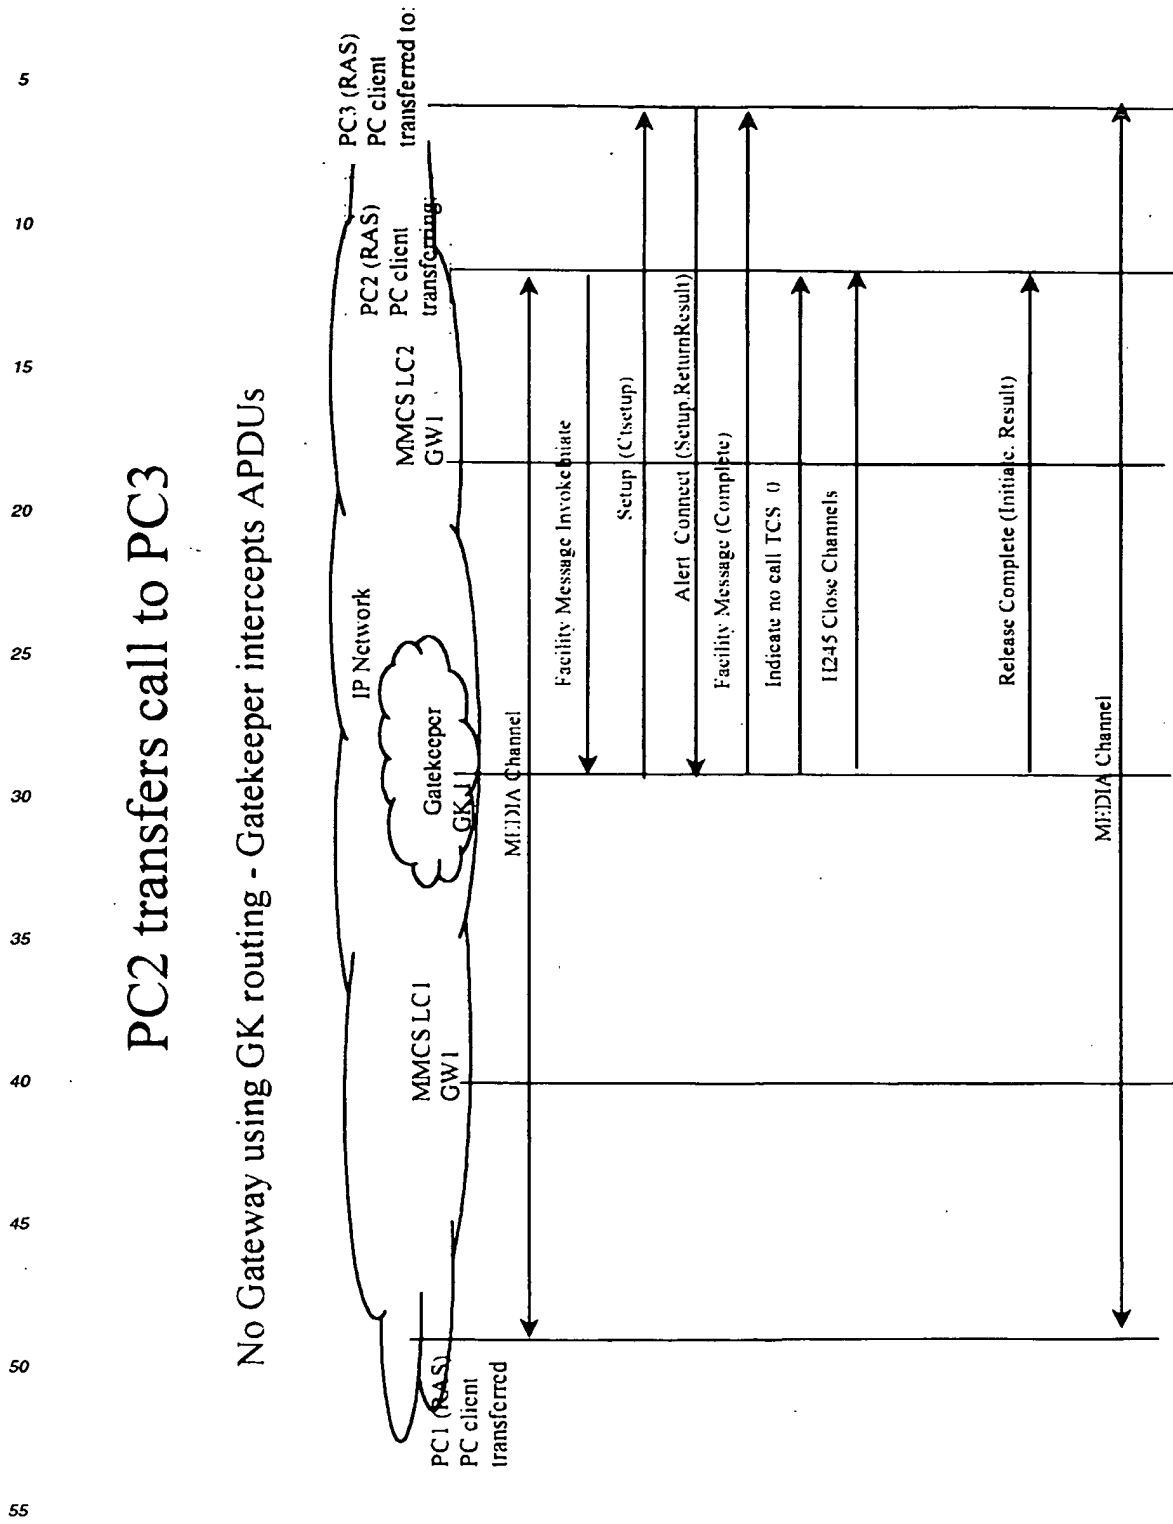 PC2 transfers call to PC3
No Gateway using GK routing - Gatekeeper intercepts APDUs
PC1 (RAS)
PC client
transferred
MMCS LC1
GW1
IP Network
Gatekeeper
GK 1
MMCS LC2
GW1
PC2 (RAS)
PC client
transferring:
PC3 (RAS)
PC client
transferred to:
MEDIA Channel
Facility Message Invoke
Setup (Ctsetup)
Alert Connect (Setup.ReturnResult)
Facility Message (Complete)
Indicate no call TCS ()
H245 Close Channels
Release Complete (Initiate. Result)
MEDIA Channel
5
10
15
20
25
30
35
40
45
50
55